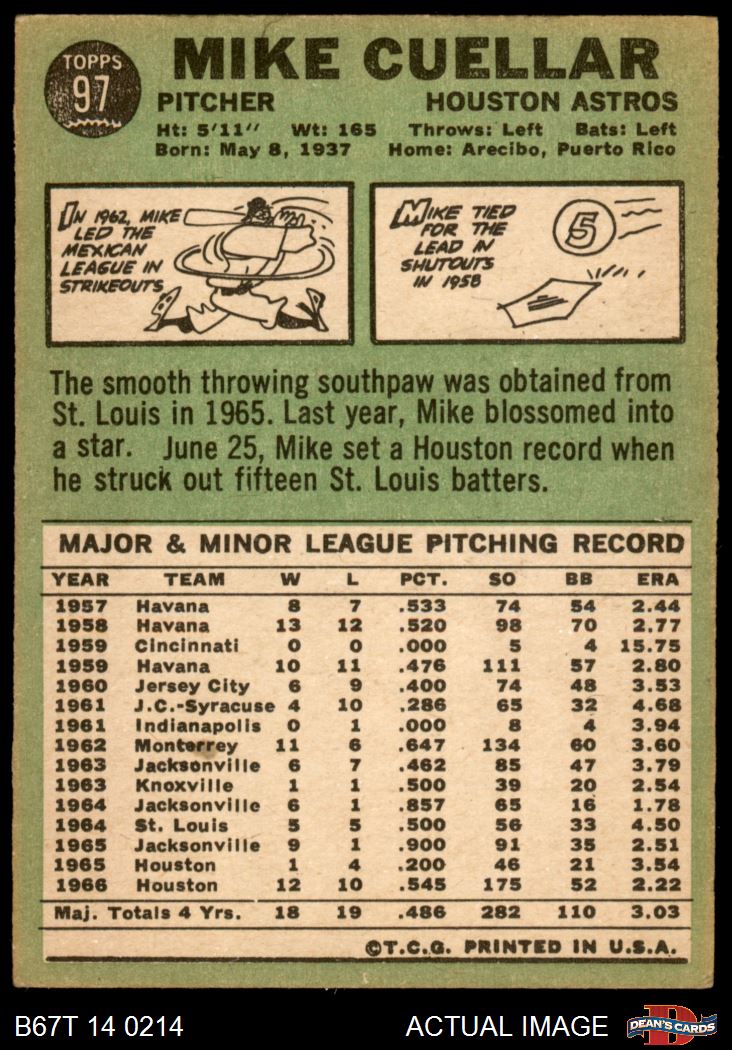 TOPPS
97
MIKE CUELLAR
PITCHER HOUSTON ASTROS
Ht: 5'11" Wt: 165 Throws: Left Bats: Left
Born: May 8, 1937 Home: Arecibo, Puerto Rico
IN 1962, MIKE
LED THE
MEXICAN
LEAGUE IN
STRIKEOUTS
MIKE TIED
FOR THE
LEAD IN
SHUTOUTS
IN 1958
5
The smooth throwing southpaw was obtained from
St. Louis in 1965. Last year, Mike blossomed into
a star. June 25, Mike set a Houston record when
he struck out fifteen St. Louis batters.
MAJOR & MINOR LEAGUE PITCHING RECORD
YEAR TEAM W L PCT. SO BB ERA
1957 Havana 8 7 .533 74 54 2.44
1958 Havana 13 12 .520 98 70 2.77
1959 Cincinnati 0 0 .000 5 4 15.75
1959 Havana 10 11 .476 111 57 2.80
1960 Jersey City 6 9 .400 74 48 3.53
1961 J.C.-Syracuse 4 10 .286 65 32 4.68
1961 Indianapolis 0 1 .000 8 4 3.94
1962 Monterrey 11 6 .647 134 60 3.60
1963 Jacksonville 6 7 .462 85 47 3.79
1963 Knoxville 1 1 .500 39 20 2.54
1964 Jacksonville 6 1 .857 65 16 1.78
1964 St. Louis 5 5 .500 56 33 4.50
1965 Jacksonville 9 1 .900 91 35 2.51
1965 Houston 1 4 .200 46 21 3.54
1966 Houston 12 10 .545 175 52 2.22
Maj. Totals 4 Yrs. 18 19 .486 282 110 3.03
©T.C.G. PRINTED IN U.S.A.
B67T 14 0214 ACTUAL IMAGE
D
DEAN'S CARDS